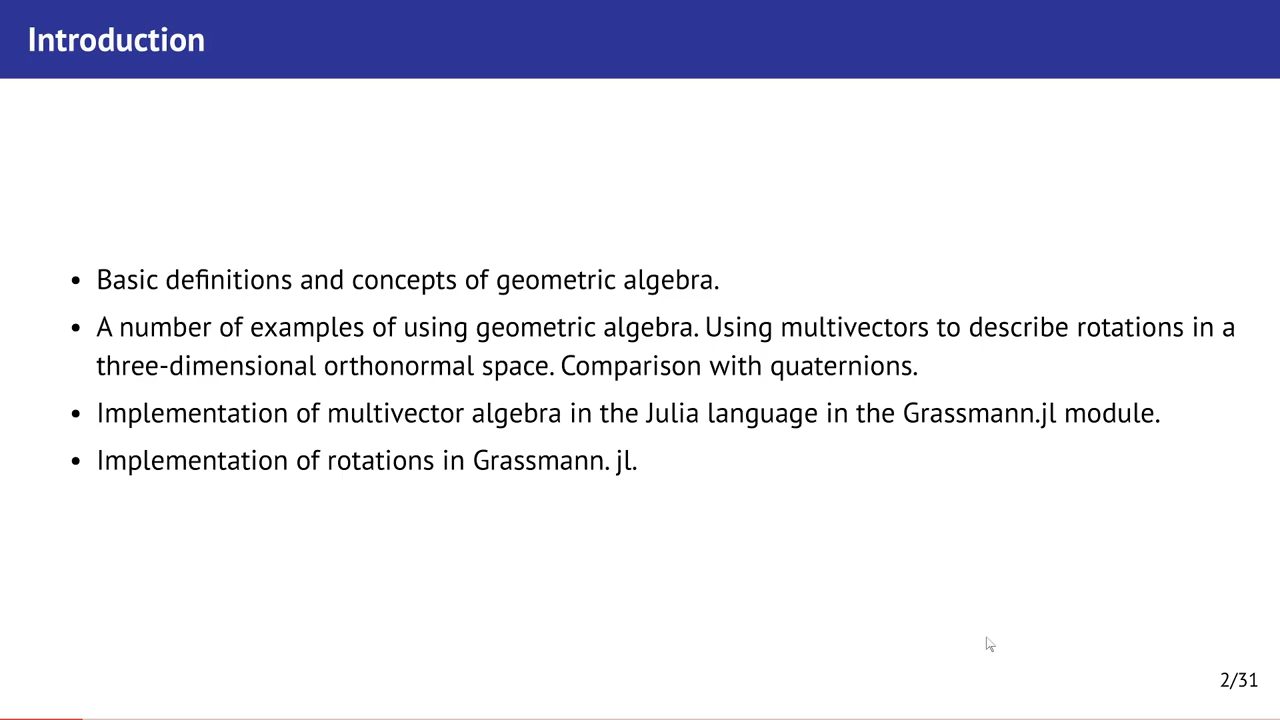 Introduction
• Basic definitions and concepts of geometric algebra.
• A number of examples of using geometric algebra. Using multivectors to describe rotations in a
three-dimensional orthonormal space. Comparison with quaternions.
• Implementation of multivector algebra in the Julia language in the Grassmann.jl module.
• Implementation of rotations in Grassmann. jl.
2/31